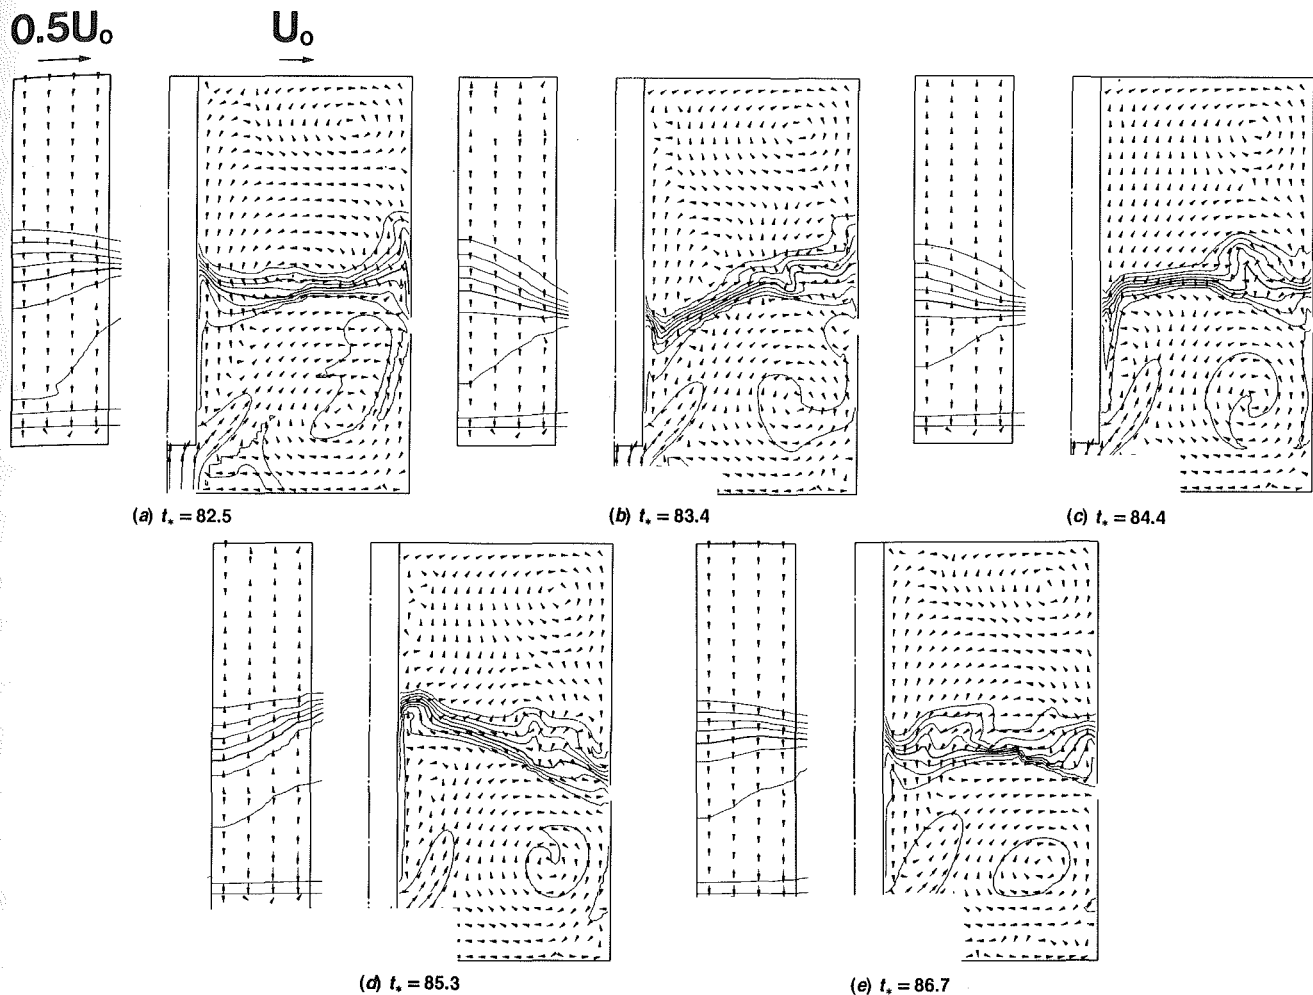 0.5U₀ U₀
(a) t* = 82.5 (b) t* = 83.4 (c) t* = 84.4
(d) t* = 85.3 (e) t* = 86.7